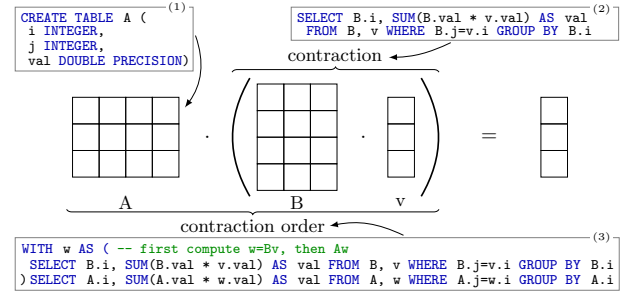 (1)
CREATE TABLE A (
i INTEGER,
j INTEGER,
val DOUBLE PRECISION)
(2)
SELECT B.i, SUM(B.val * v.val) AS val
FROM B, v WHERE B.j=v.i GROUP BY B.i
contraction
· ( · ) =
A B v
contraction order
(3)
WITH w AS ( -- first compute w=Bv, then Aw
SELECT B.i, SUM(B.val * v.val) AS val FROM B, v WHERE B.j=v.i GROUP BY B.i
)SELECT A.i, SUM(A.val * w.val) AS val FROM A, w WHERE A.j=w.i GROUP BY A.i